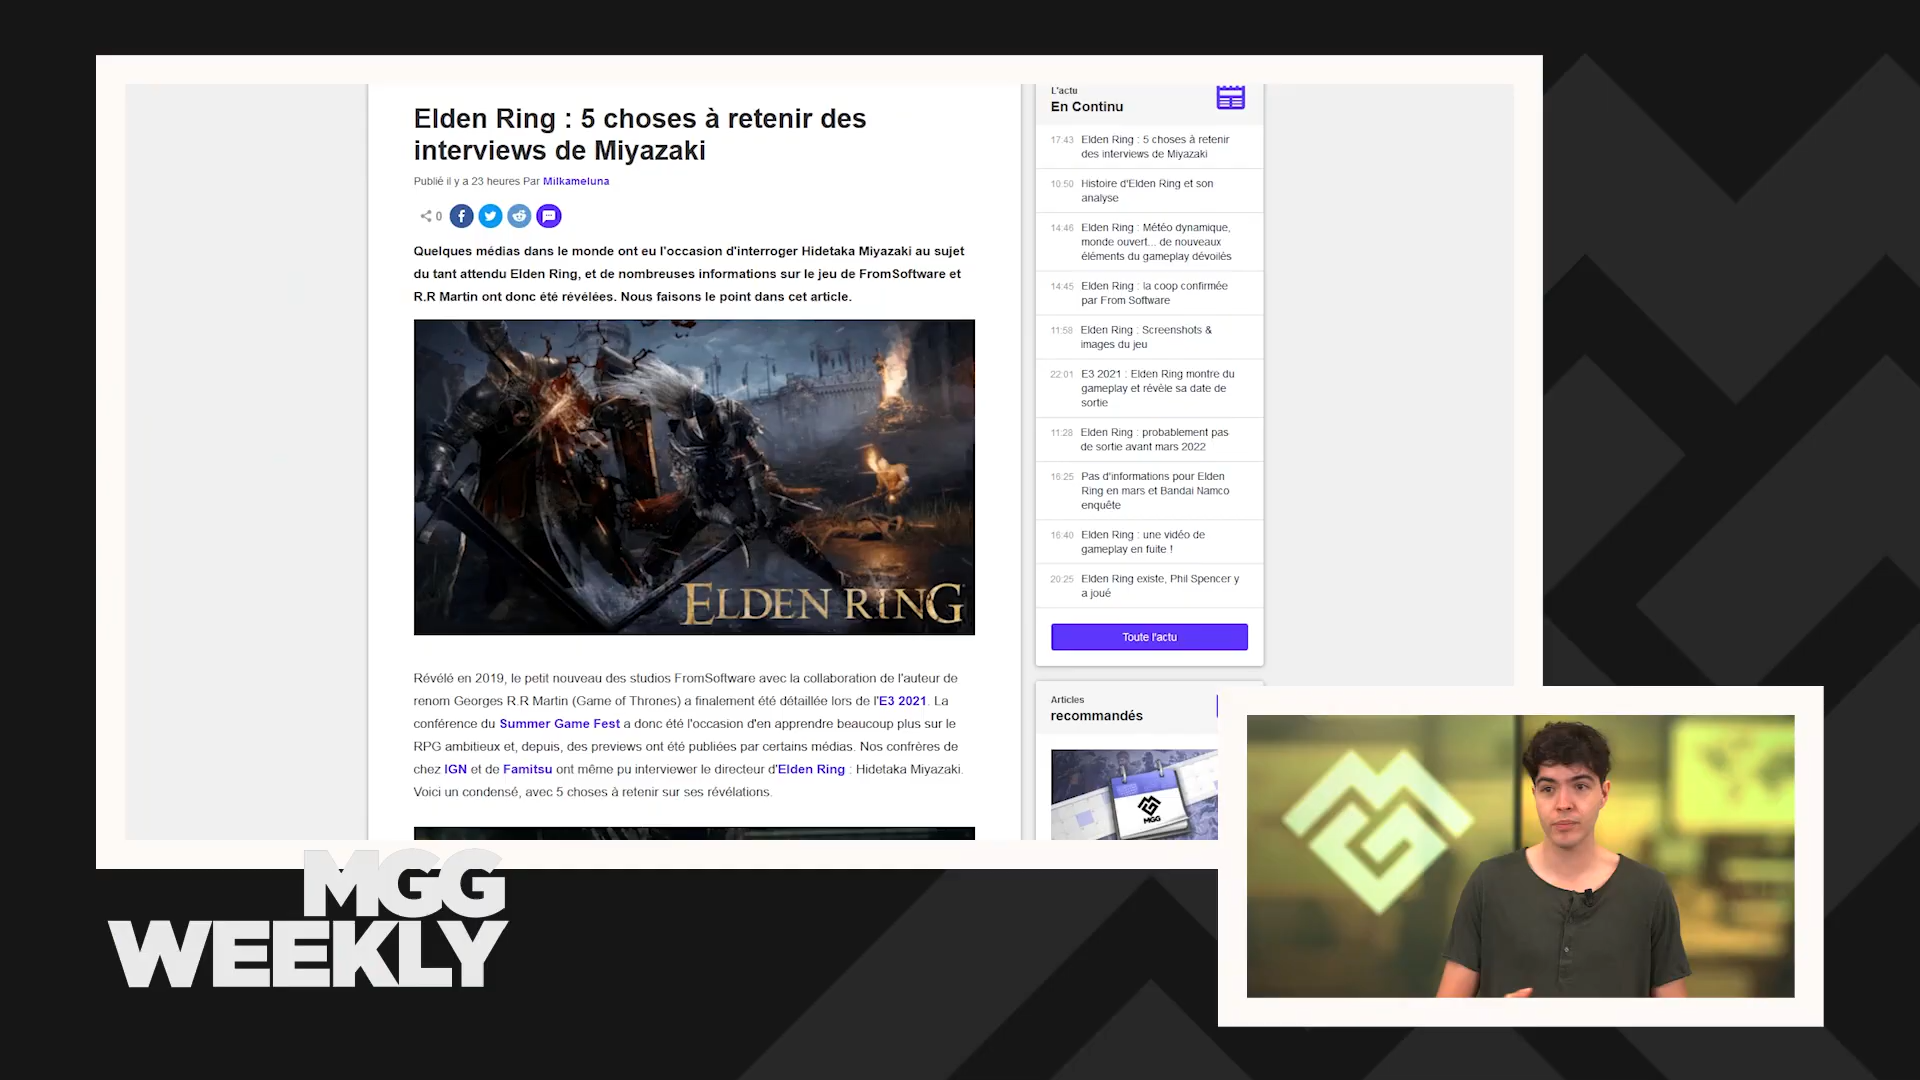 Elden Ring : 5 choses à retenir des
interviews de Miyazaki
Publié il y a 23 heures Par Milkameluna
0
Quelques médias dans le monde ont eu l'occasion d'interroger Hidetaka Miyazaki au sujet
du tant attendu Elden Ring, et de nombreuses informations sur le jeu de FromSoftware et
R.R Martin ont donc été révélées. Nous faisons le point dans cet article.
ELDEN RING
Révélé en 2019, le petit nouveau des studios FromSoftware avec la collaboration de l'auteur de
renom Georges R.R Martin (Game of Thrones) a finalement été détaillée lors de l'E3 2021. La
conférence du Summer Game Fest a donc été l'occasion d'en apprendre beaucoup plus sur le
RPG ambitieux et, depuis, des previews ont été publiées par certains médias. Nos confrères de
chez IGN et de Famitsu ont même pu interviewer le directeur d'Elden Ring : Hidetaka Miyazaki.
Voici un condensé, avec 5 choses à retenir sur ses révélations.
L'actu
En Continu
17:43 Elden Ring : 5 choses à retenir
des interviews de Miyazaki
10:50 Histoire d'Elden Ring et son
analyse
14:46 Elden Ring : Météo dynamique,
monde ouvert... de nouveaux
éléments du gameplay dévoilés
14:45 Elden Ring : la coop confirmée
par From Software
11:58 Elden Ring : Screenshots &
images du jeu
22:01 E3 2021 : Elden Ring montre du
gameplay et révèle sa date de
sortie
11:28 Elden Ring : probablement pas
de sortie avant mars 2022
16:25 Pas d'informations pour Elden
Ring en mars et Bandai Namco
enquête
16:40 Elden Ring : une vidéo de
gameplay en fuite !
20:25 Elden Ring existe, Phil Spencer y
a joué
Toute l'actu
Articles
recommandés
MGG
MGG
WEEKLY